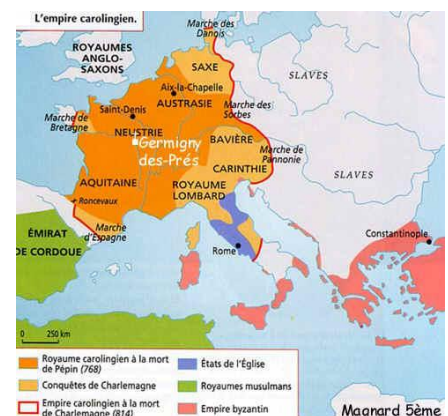 L'empire carolingien.
Marche des
Danois
ROYAUMES
ANGLO-
SAXONS
SAXE
SLAVES
Aix-la-Chapelle
AUSTRASIE
Saint-Denis
Marche des
Sorbes
Marche de
Bretagne
NEUSTRIE
Germigny
des-Prés
BAVIÈRE
Marche de
Pannonie
CARINTHIE
SLAVES
AQUITAINE
ROYAUME
LOMBARD
Roncevaux
ÉMIRAT
DE CORDOUE
Marche
d'Espagne
Rome
Constantinople
0 250 km
Royaume carolingien à la mort
de Pépin (768)
Conquêtes de Charlemagne
Empire carolingien à la mort
de Charlemagne (814)
États de l'Église
Royaumes musulmans
Empire byzantin
Magnard 5ème